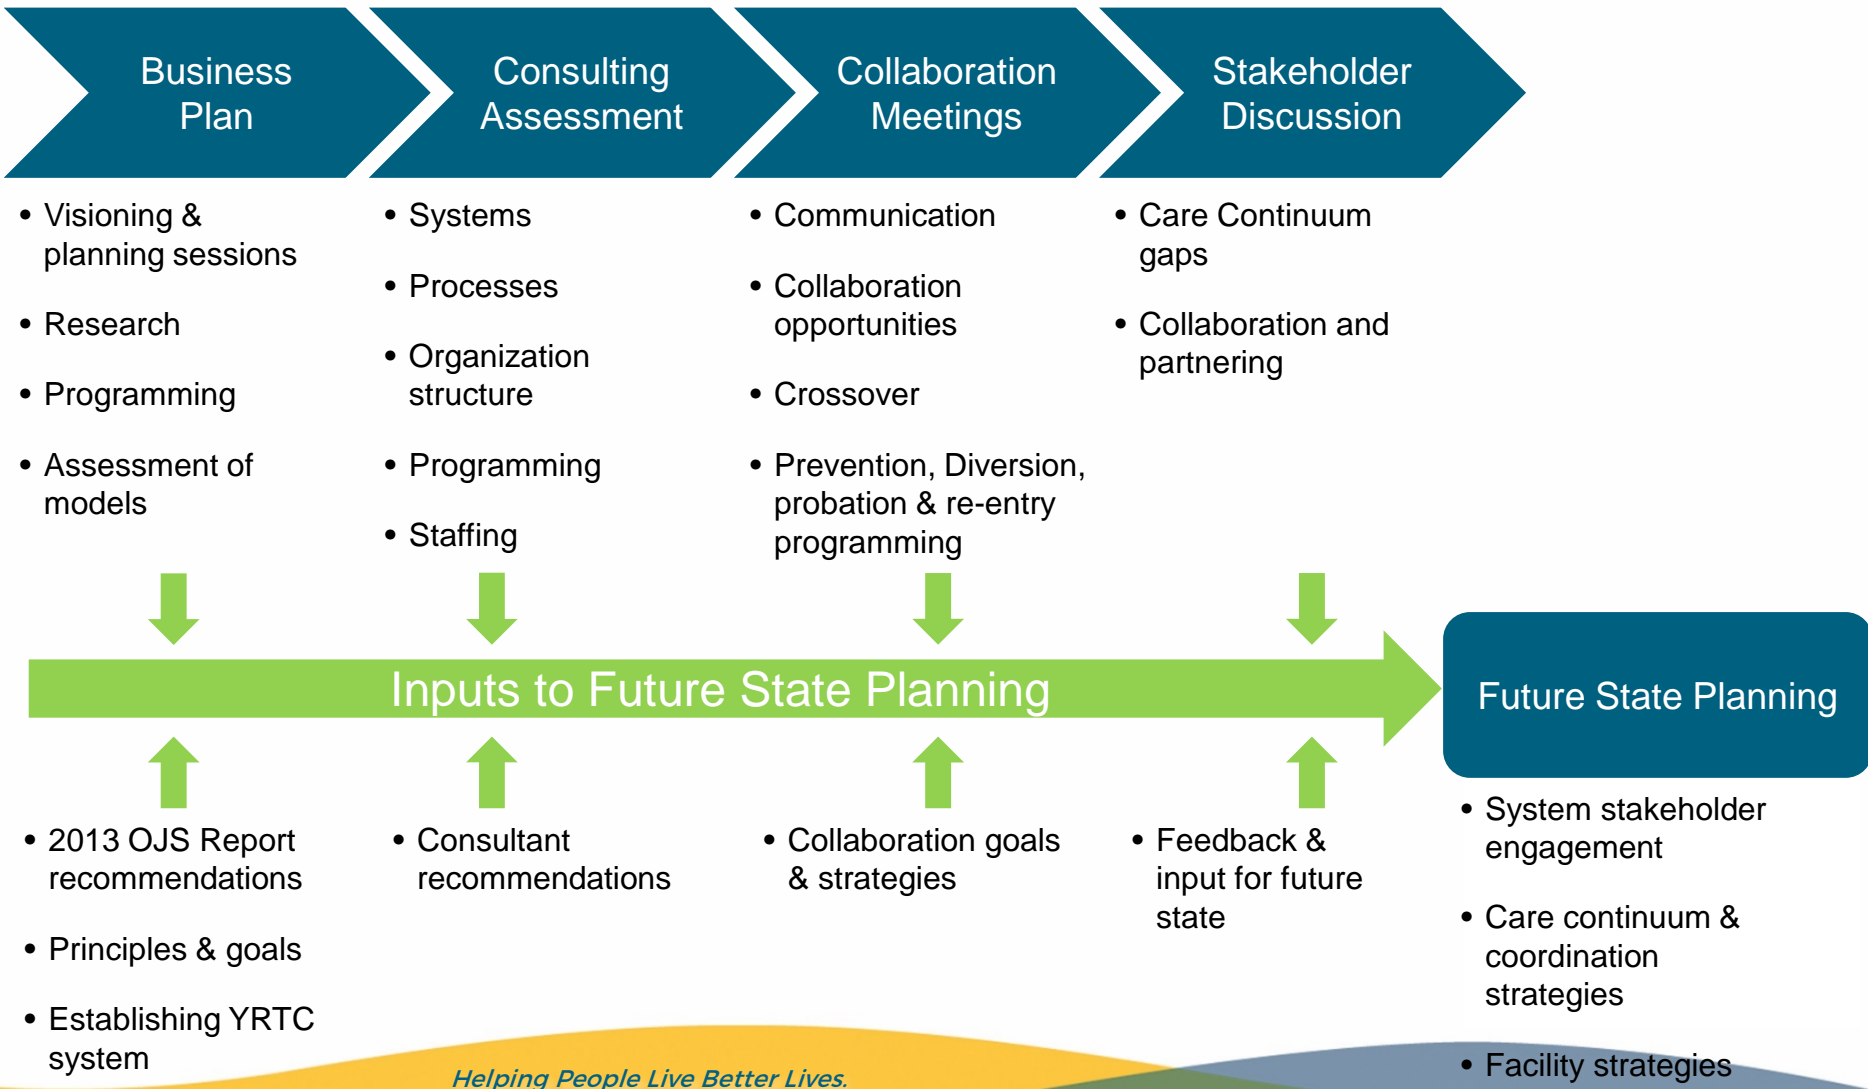 Business
Plan
Consulting
Assessment
Collaboration
Meetings
Stakeholder
Discussion
• Visioning &
planning sessions
• Research
• Programming
• Assessment of
models
• Systems
• Processes
• Organization
structure
• Programming
• Staffing
• Communication
• Collaboration
opportunities
• Crossover
• Prevention, Diversion,
probation & re-entry
programming
• Care Continuum
gaps
• Collaboration and
partnering
Inputs to Future State Planning
Future State Planning
• 2013 OJS Report
recommendations
• Principles & goals
• Establishing YRTC
system
• Consultant
recommendations
• Collaboration goals
& strategies
• Feedback &
input for future
state
• System stakeholder
engagement
• Care continuum &
coordination
strategies
• Facility strategies
Helping People Live Better Lives.